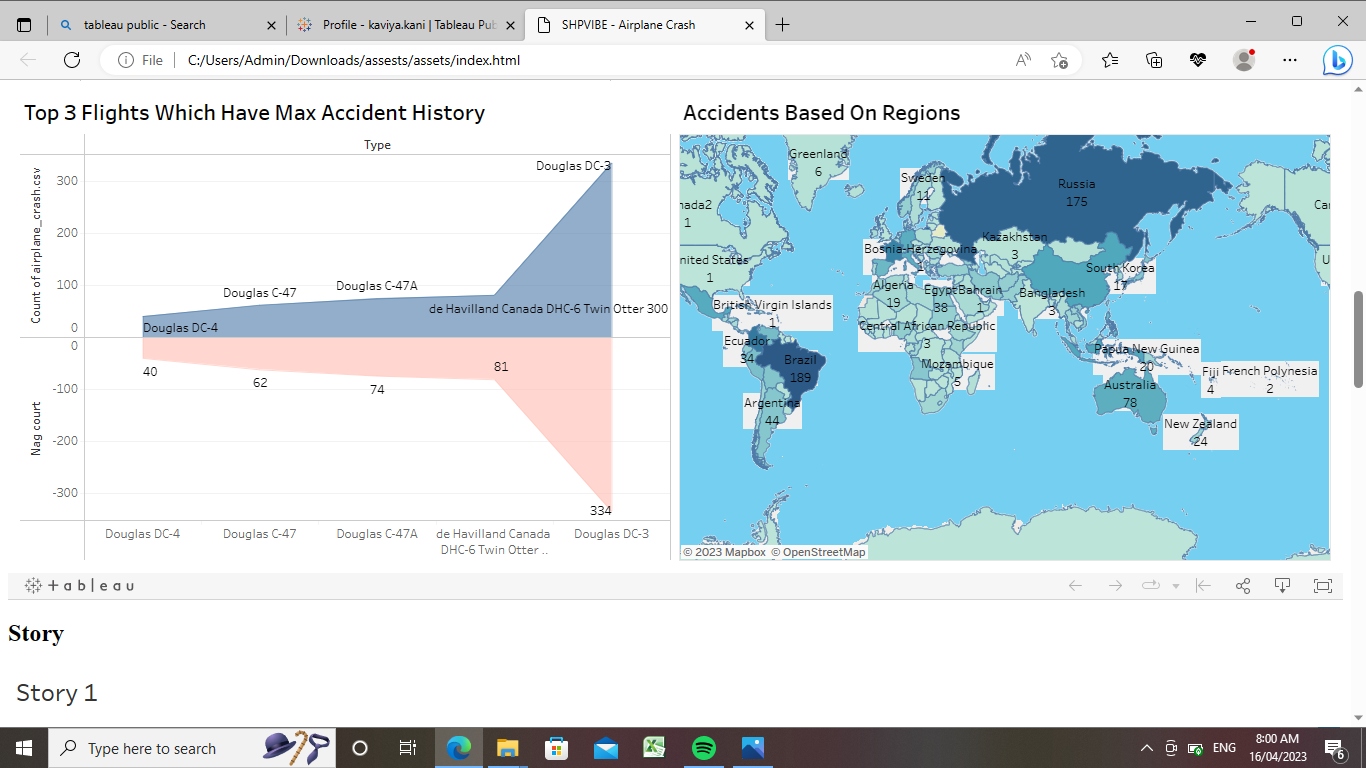 tableau public - Search
Profile - kaviya.kani | Tableau Pub
SHPVIBE - Airplane Crash
File
C:/Users/Admin/Downloads/assests/assets/index.html
Top 3 Flights Which Have Max Accident History
Type
Count of airplane_crash.csv
300
200
100
0
Douglas DC-3
Douglas C-47
Douglas C-47A
de Havilland Canada DHC-6 Twin Otter 300
Douglas DC-4
Nag court
0
-100
-200
-300
40
62
74
81
334
Douglas DC-4
Douglas C-47
Douglas C-47A
de Havilland Canada
DHC-6 Twin Otter ..
Douglas DC-3
Accidents Based On Regions
Greenland
6
Sweden
11
Russia
175
nada2
1
Ca
Bosnia-Herzegovina
Kazakhstan
3
nited States
1
U
South Korea
17
Algeria
19
Egypt
38
Bahrain
1
Bangladesh
3
British Virgin Islands
1
Central African Republic
3
Ecuador
34
Brazil
189
Papua New Guinea
20
Mozambique
5
Fiji
4
French Polynesia
2
Australia
78
Argentina
44
New Zealand
24
© 2023 Mapbox © OpenStreetMap
+ableau
Story
Story 1
Type here to search
ENG
8:00 AM
16/04/2023
6